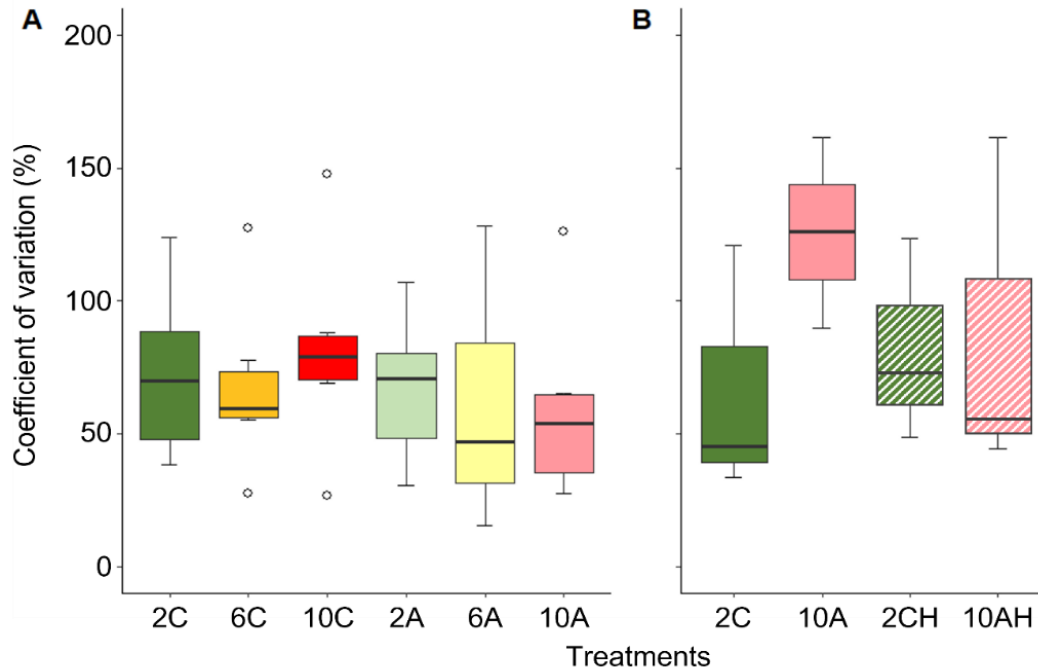 A
B
Coefficient of variation (%)
200
150
100
50
0
2C 6C 10C 2A 6A 10A
2C 10A 2CH 10AH
Treatments